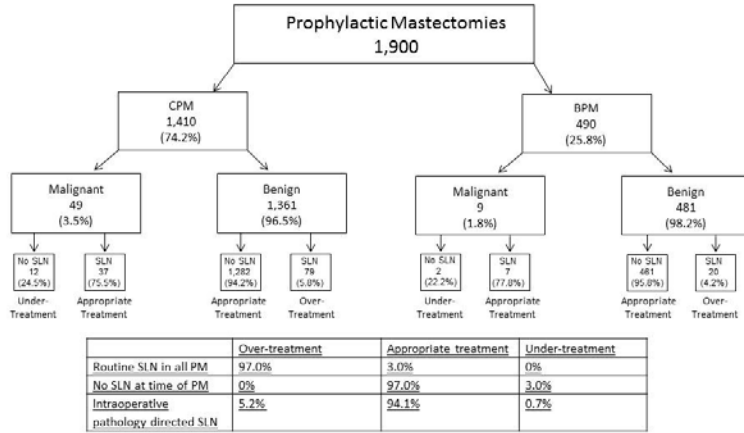 Prophylactic Mastectomies
1,900
CPM
1,410
(74.2%)
BPM
490
(25.8%)
Malignant
49
(3.5%)
Benign
1,361
(96.5%)
Malignant
9
(1.8%)
Benign
481
(98.2%)
No SLN
12
(24.5%)
SLN
37
(75.5%)
No SLN
1,282
(94.2%)
SLN
79
(5.8%)
No SLN
2
(22.2%)
SLN
7
(77.8%)
No SLN
461
(95.8%)
SLN
20
(4.2%)
Under-
Treatment
Appropriate
Treatment
Appropriate
Treatment
Over-
Treatment
Under-
Treatment
Appropriate
Treatment
Appropriate
Treatment
Over-
Treatment
Over-treatment Appropriate treatment Under-treatment
Routine SLN in all PM 97.0% 3.0% 0%
No SLN at time of PM 0% 97.0% 3.0%
Intraoperative 5.2% 94.1% 0.7%
pathology directed SLN